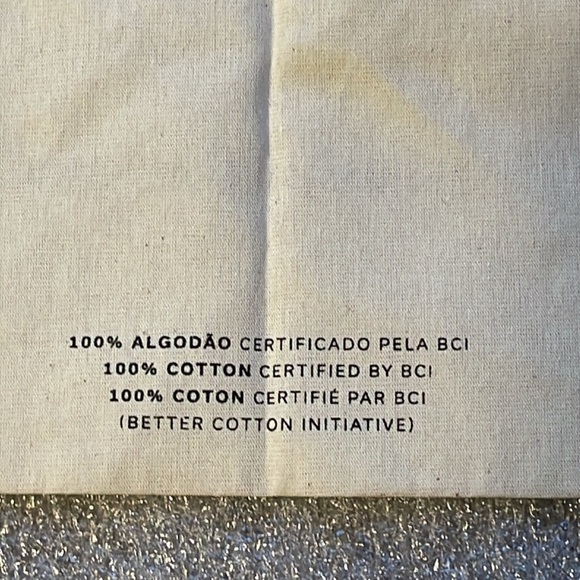 100% ALGODÃO CERTIFICADO PELA BCI
100% COTTON CERTIFIED BY BCI
100% COTON CERTIFIÉ PAR BCI
(BETTER COTTON INITIATIVE)